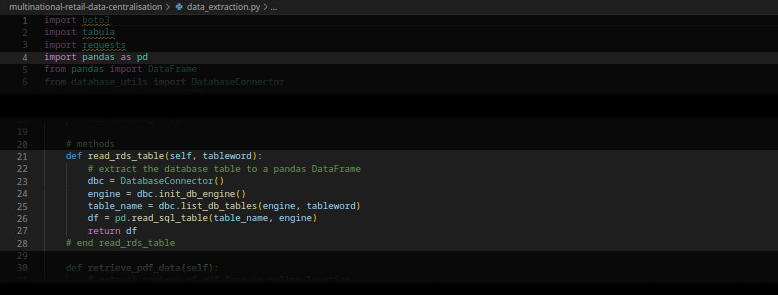 multinational-retail-data-centralisation > data_extraction.py > ...
1 import boto3
2 import tabula
3 import requests
4 import pandas as pd
5 from pandas import DataFrame
6 from database_utils import DatabaseConnector
19
20 # methods
21 def read_rds_table(self, tableword):
22 # extract the database table to a pandas DataFrame
23 dbc = DatabaseConnector()
24 engine = dbc.init_db_engine()
25 table_name = dbc.list_db_tables(engine, tableword)
26 df = pd.read_sql_table(table_name, engine)
27 return df
28 # end read_rds_table
29
30 def retrieve_pdf_data(self):